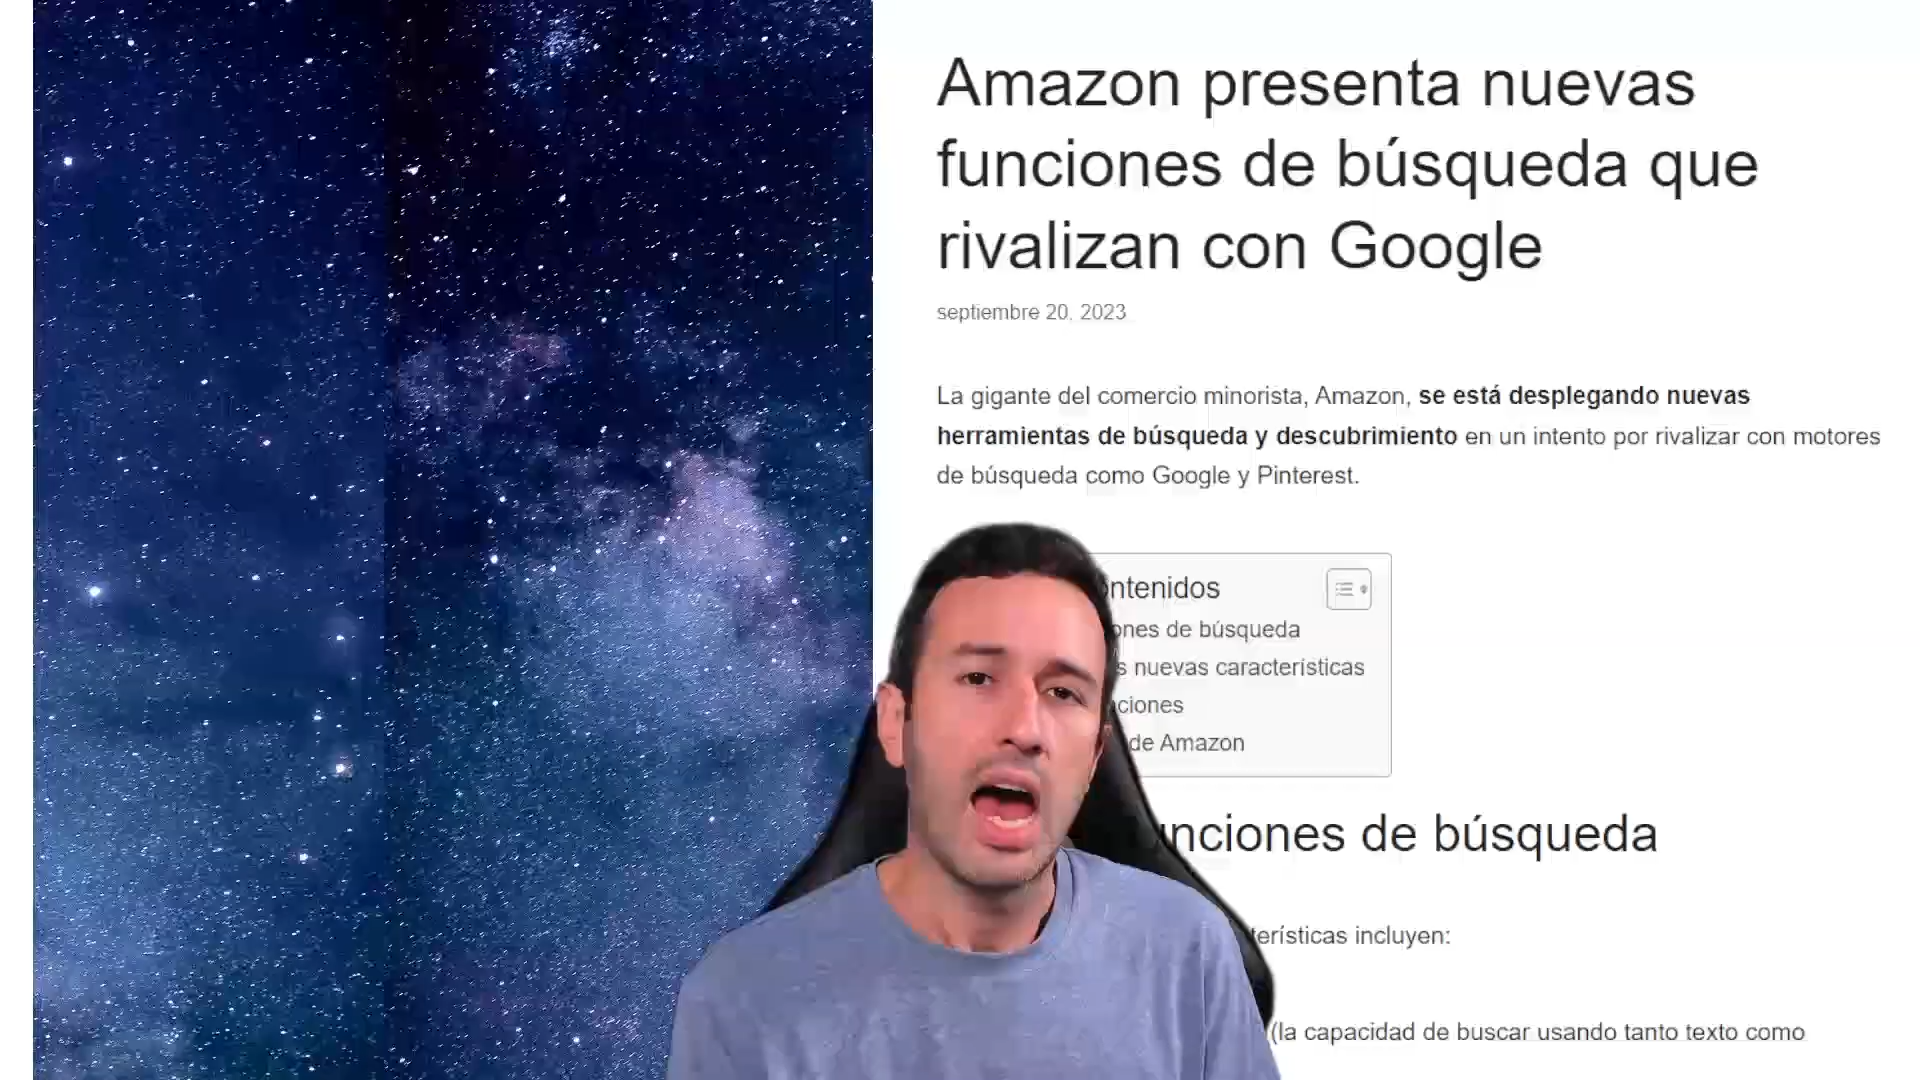 Amazon presenta nuevas
funciones de búsqueda que
rivalizan con Google
septiembre 20, 2023
La gigante del comercio minorista, Amazon, se está desplegando nuevas
herramientas de búsqueda y descubrimiento en un intento por rivalizar con motores
de búsqueda como Google y Pinterest.
ontenidos
ones de búsqueda
s nuevas características
ciones
de Amazon
unciones de búsqueda
terísticas incluyen:
(la capacidad de buscar usando tanto texto como